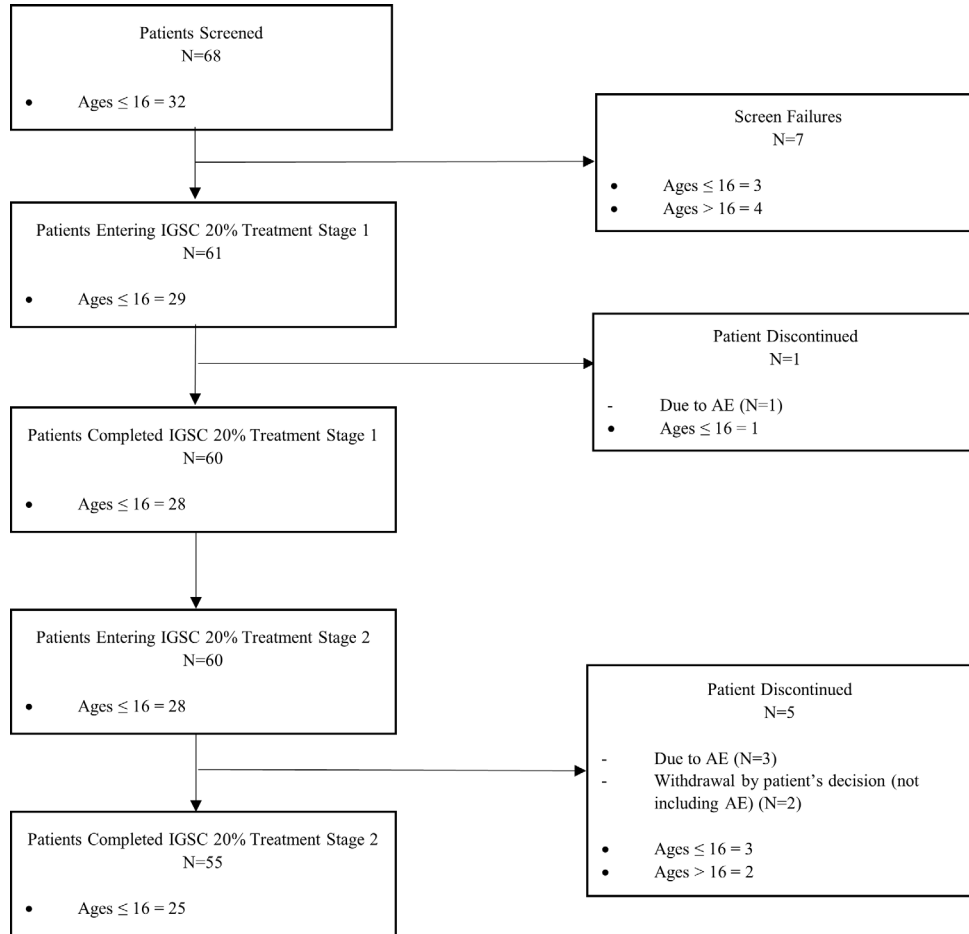 Patients Screened
N=68
• Ages ≤ 16 = 32
Screen Failures
N=7
• Ages ≤ 16 = 3
• Ages > 16 = 4
Patients Entering IGSC 20% Treatment Stage 1
N=61
• Ages ≤ 16 = 29
Patient Discontinued
N=1
- Due to AE (N=1)
• Ages ≤ 16 = 1
Patients Completed IGSC 20% Treatment Stage 1
N=60
• Ages ≤ 16 = 28
Patients Entering IGSC 20% Treatment Stage 2
N=60
• Ages ≤ 16 = 28
Patient Discontinued
N=5
- Due to AE (N=3)
- Withdrawal by patient’s decision (not
including AE) (N=2)
• Ages ≤ 16 = 3
• Ages > 16 = 2
Patients Completed IGSC 20% Treatment Stage 2
N=55
• Ages ≤ 16 = 25